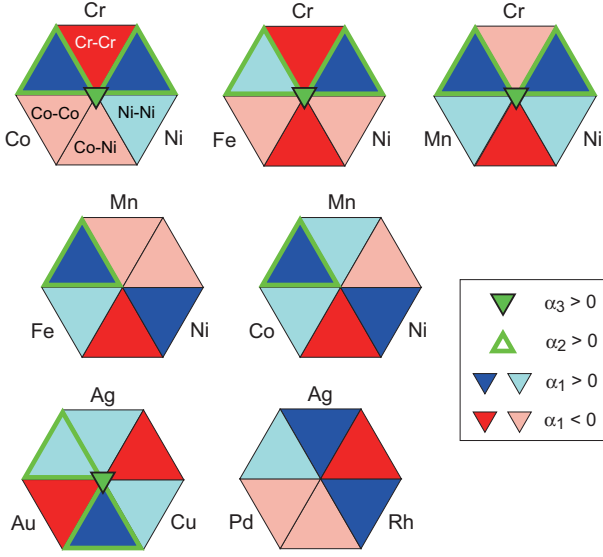 Cr Cr Cr
Cr-Cr
Co-Co Ni-Ni
Co Ni Fe Ni Mn Ni
Co-Ni
Mn Mn
Fe Ni Co Ni
α3 > 0
α2 > 0
α1 > 0
α1 < 0
Ag Ag
Au Cu Pd Rh